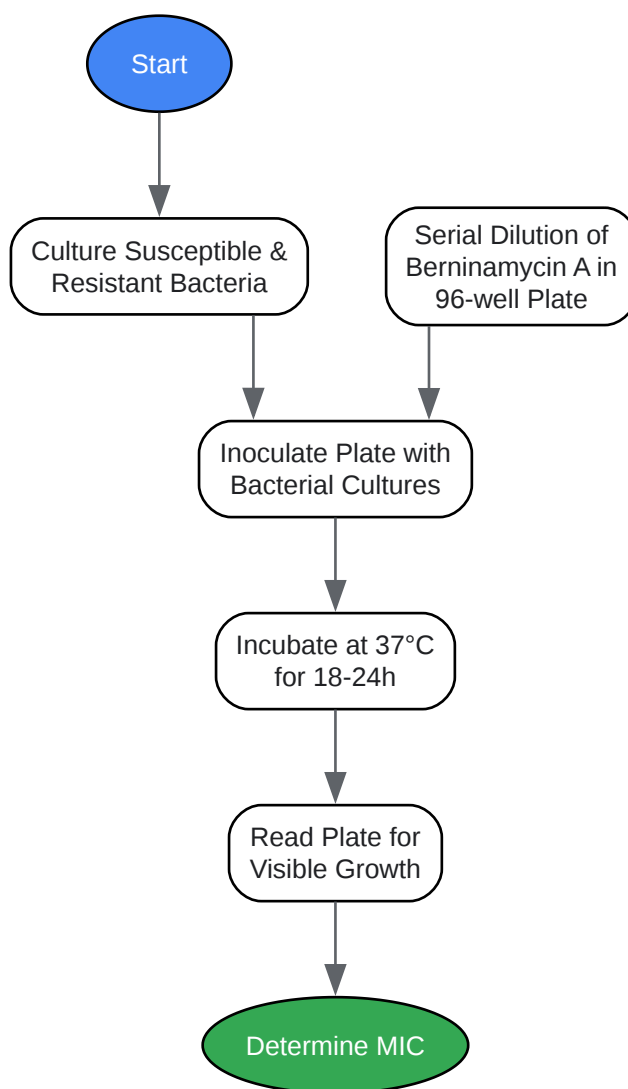 Start
Culture Susceptible &
Resistant Bacteria
Serial Dilution of
Berninamycin A in
96-well Plate
Inoculate Plate with
Bacterial Cultures
Incubate at 37°C
for 18-24h
Read Plate for
Visible Growth
Determine MIC